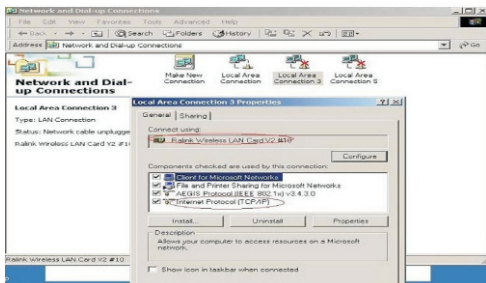 Network and Dial-up Connections
File Edit View Favorites Tools Advanced Help
Back Search Folders History
Address Network and Dial-up Connections Go
Network and Dial-up Connections
Make New Connection
Local Area Connection
Local Area Connection 3
Local Area Connection 5
Local Area Connection 3
Type: LAN Connection
Status: Network cable unplugge
Ralink Wireless LAN Card V2 #10
Local Area Connection 3 Properties
General Sharing
Connect using:
Ralink Wireless LAN Card V2 #10
Configure
Components checked are used by this connection:
Client for Microsoft Networks
File and Printer Sharing for Microsoft Networks
AEGIS Protocol (IEEE 802.1x) v3.4.3.0
Internet Protocol (TCP/IP)
Install... Uninstall Properties
Description
Allows your computer to access resources on a Microsoft
network.
Show icon in taskbar when connected
Ralink Wireless LAN Card V2 #10